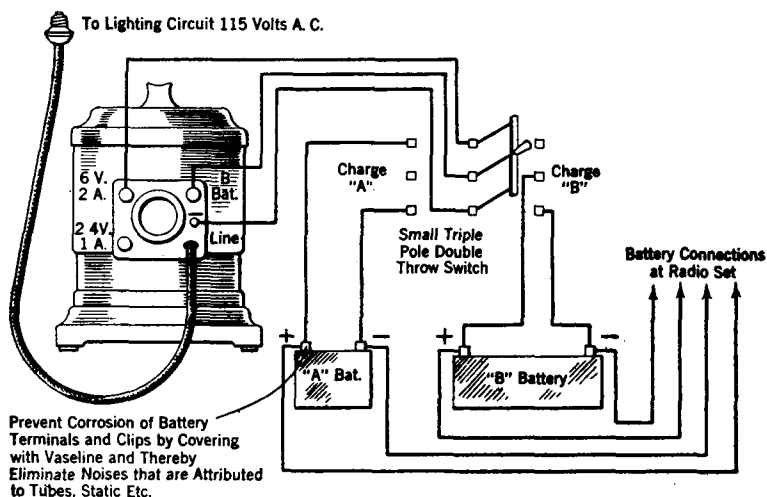 To Lighting Circuit 115 Volts A. C.
6 V.
2 A.
B
Bat.
2 4V.
1 A.
Line
Charge
"A"
Charge
"B"
Small Triple
Pole Double
Throw Switch
Battery Connections
at Radio Set
+
−
+
−
"A" Bat.
"B" Battery
Prevent Corrosion of Battery
Terminals and Clips by Covering
with Vaseline and Thereby
Eliminate Noises that are Attributed
to Tubes, Static Etc.